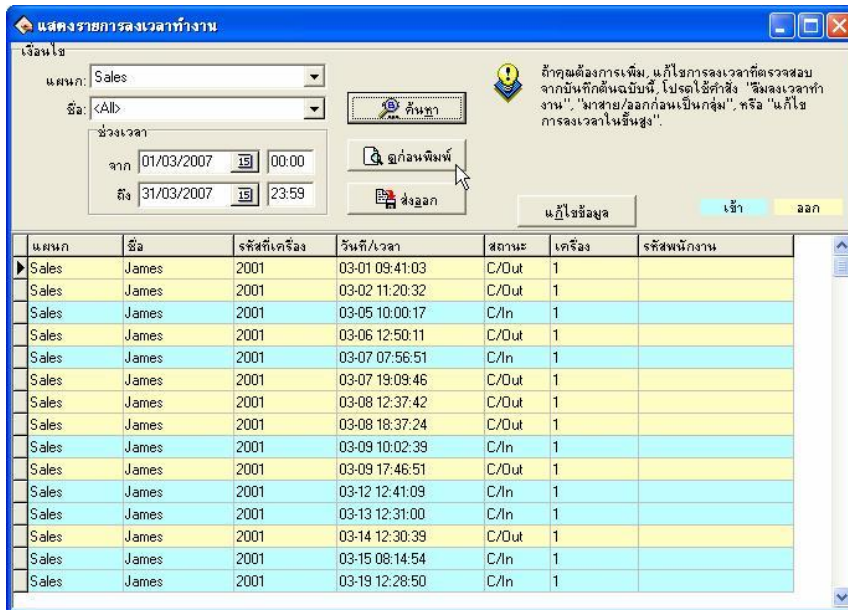 แสดงรายการลงเวลาทำงาน
เงื่อนไข
แผนก: Sales
ชื่อ: <All>
ช่วงเวลา
จาก 01/03/2007 15 00:00
ถึง 31/03/2007 15 23:59
ค้นหา
ดูก่อนพิมพ์
ส่งออก
ถ้าคุณต้องการเพิ่ม, แก้ไขการลงเวลาที่ตรวจสอบ
จากบันทึกต้นฉบับนี้, โปรดใช้คำสั่ง "ลืมลงเวลาทำ
งาน", "มาสาย/ออกก่อนเป็นกลุ่ม", หรือ "แก้ไข
การลงเวลาในขั้นสูง".
แก้ไขข้อมูล
เข้า ออก
แผนก ชื่อ รหัสที่เครื่อง วันที่/เวลา สถานะ เครื่อง รหัสพนักงาน
Sales James 2001 03-01 09:41:03 C/Out 1
Sales James 2001 03-02 11:20:32 C/Out 1
Sales James 2001 03-05 10:00:17 C/In 1
Sales James 2001 03-06 12:50:11 C/Out 1
Sales James 2001 03-07 07:56:51 C/In 1
Sales James 2001 03-07 19:09:46 C/Out 1
Sales James 2001 03-08 12:37:42 C/Out 1
Sales James 2001 03-08 18:37:24 C/Out 1
Sales James 2001 03-09 10:02:39 C/In 1
Sales James 2001 03-09 17:46:51 C/Out 1
Sales James 2001 03-12 12:41:09 C/In 1
Sales James 2001 03-13 12:31:00 C/In 1
Sales James 2001 03-14 12:30:39 C/Out 1
Sales James 2001 03-15 08:14:54 C/In 1
Sales James 2001 03-19 12:28:50 C/In 1